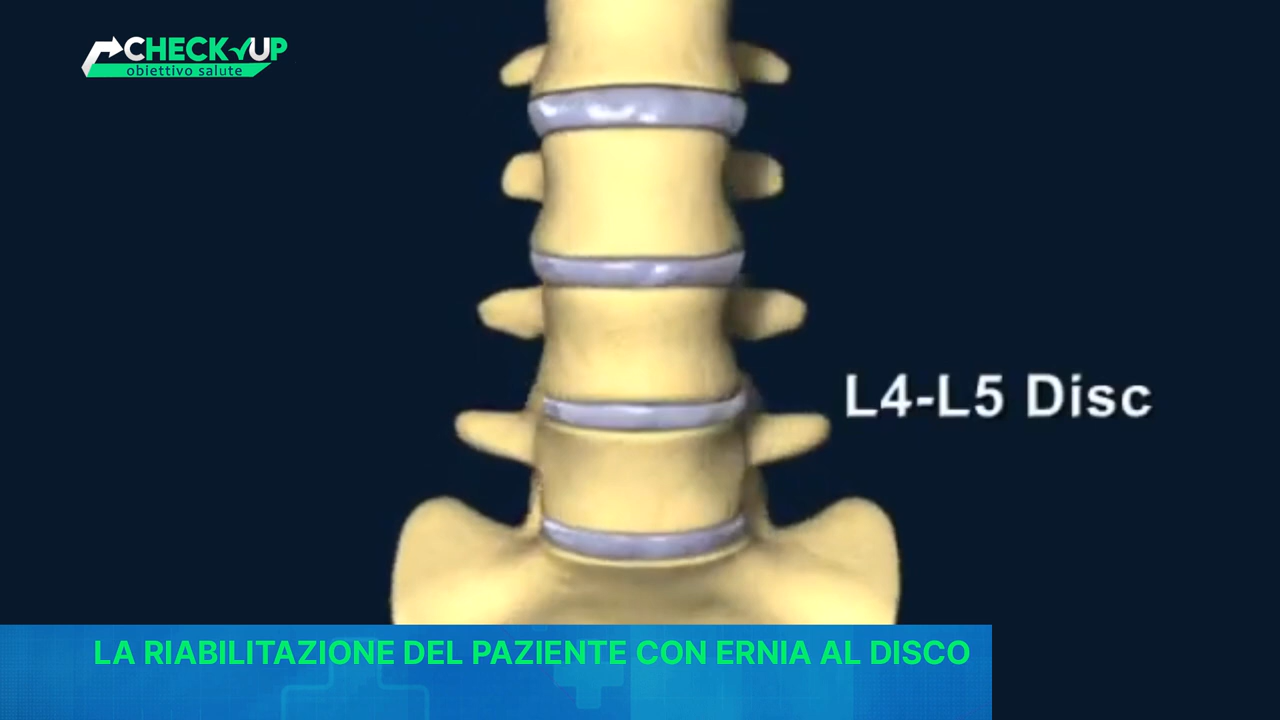 CHECK UP
obiettivo salute
L4-L5 Disc
LA RIABILITAZIONE DEL PAZIENTE CON ERNIA AL DISCO